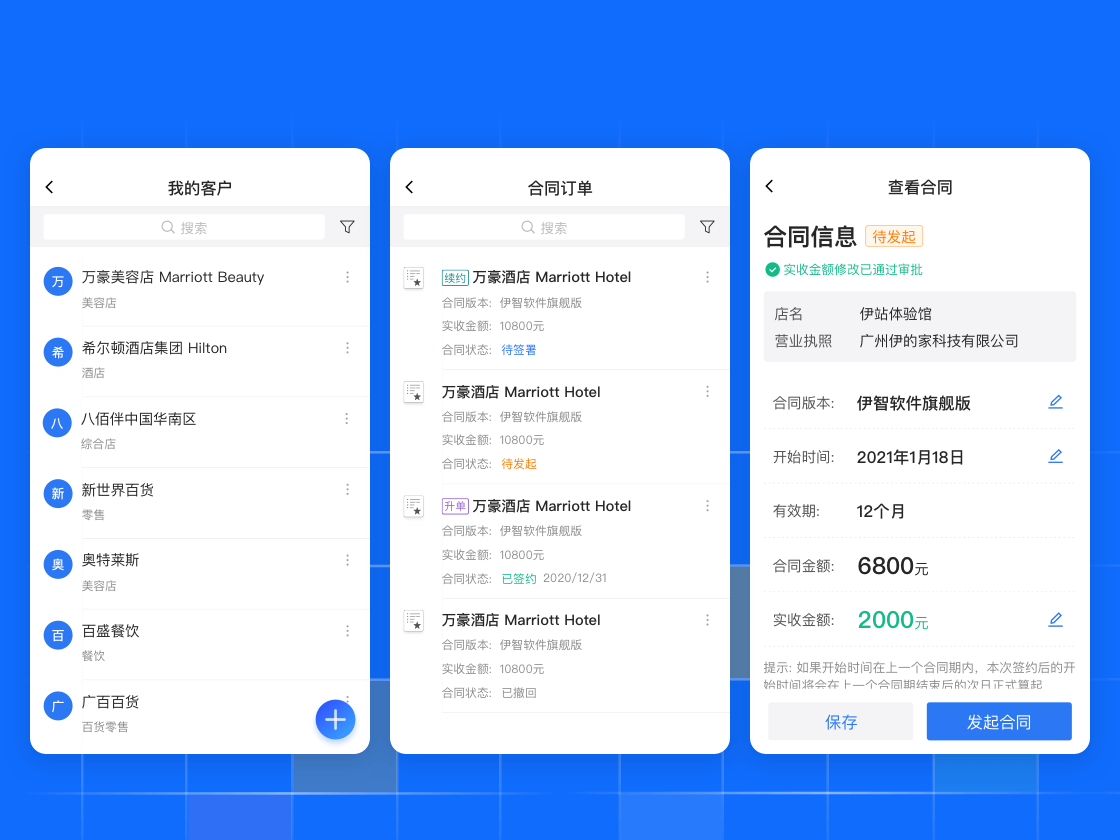 我的客户
搜索
万
万豪美容店 Marriott Beauty
美容店
希
希尔顿酒店集团 Hilton
酒店
八
八佰伴中国华南区
综合店
新
新世界百货
零售
奥
奥特莱斯
美容店
百
百盛餐饮
餐饮
广
广百百货
百货零售
合同订单
搜索
续约 万豪酒店 Marriott Hotel
合同版本: 伊智软件旗舰版
实收金额: 10800元
合同状态: 待签署
万豪酒店 Marriott Hotel
合同版本: 伊智软件旗舰版
实收金额: 10800元
合同状态: 待发起
升单 万豪酒店 Marriott Hotel
合同版本: 伊智软件旗舰版
实收金额: 10800元
合同状态: 已签约 2020/12/31
万豪酒店 Marriott Hotel
合同版本: 伊智软件旗舰版
实收金额: 10800元
合同状态: 已撤回
查看合同
合同信息 待发起
实收金额修改已通过审批
店名 伊站体验馆
营业执照 广州伊的家科技有限公司
合同版本: 伊智软件旗舰版
开始时间: 2021年1月18日
有效期: 12个月
合同金额: 6800元
实收金额: 2000元
提示: 如果开始时间在上一个合同期内，本次签约后的开
始时间将会在上一个合同期结束后的次日正式算起
保存
发起合同